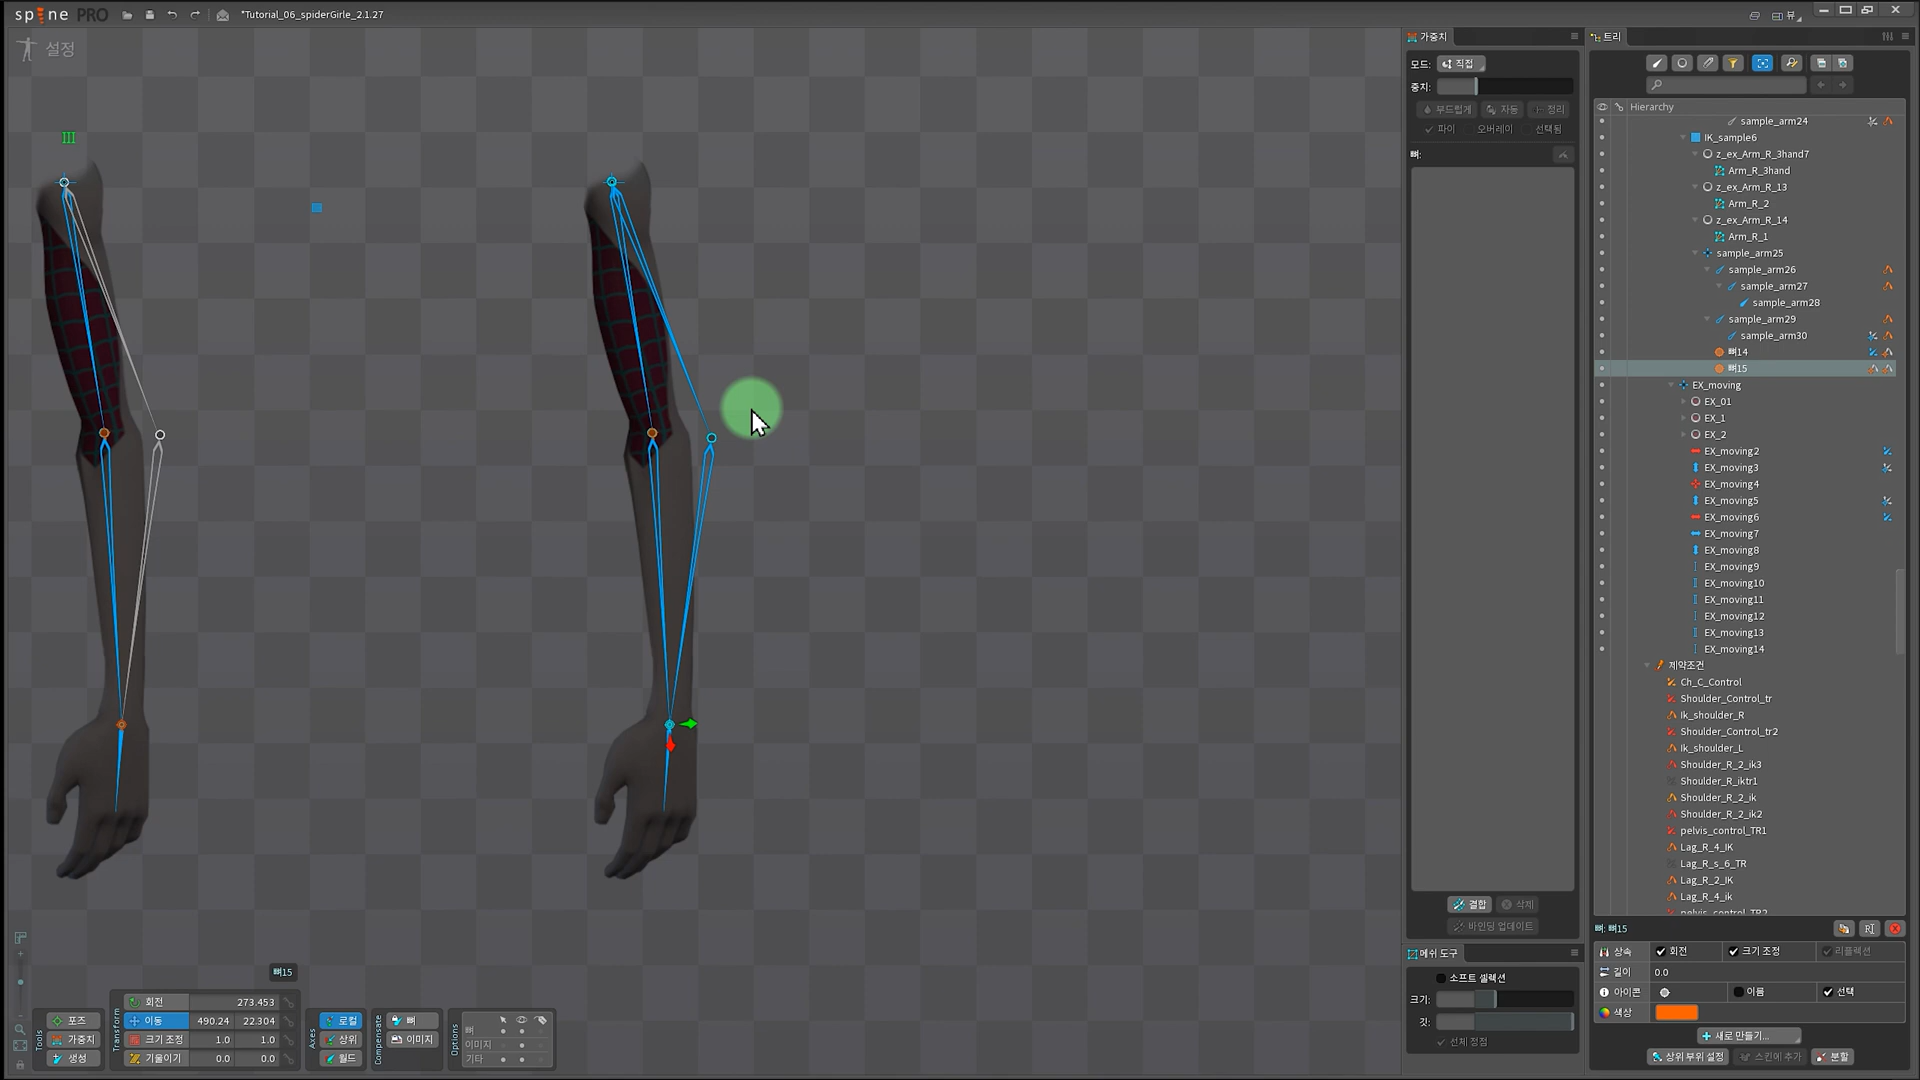 spine PRO
*Tutorial_06_spiderGirle_2.1.27
뷰
설정
III
뼈15
Tools
포즈
가중치
생성
Transform
회전 273.453
이동 490.24 22.304
크기 조정 1.0 1.0
기울이기 0.0 0.0
Axes
로컬
상위
월드
Compensate
뼈
이미지
Options
뼈
이미지
기타
가중치
모드: 직접
중치:
부드럽게 자동 정리
파이 오버레이 선택됨
뼈:
결합 삭제
바인딩 업데이트
메쉬 도구
소프트 셀렉션
크기:
깃:
선체 정점
트리
Hierarchy
sample_arm24
IK_sample6
z_ex_Arm_R_3hand7
Arm_R_3hand
z_ex_Arm_R_13
Arm_R_2
z_ex_Arm_R_14
Arm_R_1
sample_arm25
sample_arm26
sample_arm27
sample_arm28
sample_arm29
sample_arm30
뼈14
뼈15
EX_moving
EX_01
EX_1
EX_2
EX_moving2
EX_moving3
EX_moving4
EX_moving5
EX_moving6
EX_moving7
EX_moving8
EX_moving9
EX_moving10
EX_moving11
EX_moving12
EX_moving13
EX_moving14
제약조건
Ch_C_Control
Shoulder_Control_tr
Ik_shoulder_R
Shoulder_Control_tr2
Ik_shoulder_L
Shoulder_R_2_ik3
Shoulder_R_iktr1
Shoulder_R_2_ik
Shoulder_R_2_ik2
pelvis_control_TR1
Lag_R_4_IK
Lag_R_s_6_TR
Lag_R_2_IK
Lag_R_4_ik
pelvis_control_TR2
뼈: 뼈15
상속 회전 크기 조정 리플렉션
길이 0.0
아이콘 이름 선택
색상
새로 만들기...
상위 부위 설정 스킨에 추가 분할